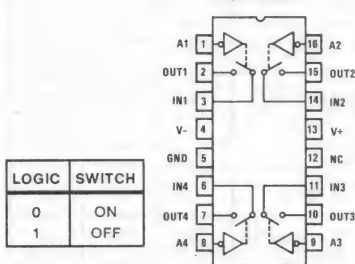 A1 1 16 A2
OUT1 2 15 OUT2
IN1 3 14 IN2
V- 4 13 V+
GND 5 12 NC
IN4 6 11 IN3
OUT4 7 10 OUT3
A4 8 9 A3
LOGIC SWITCH
0 ON
1 OFF